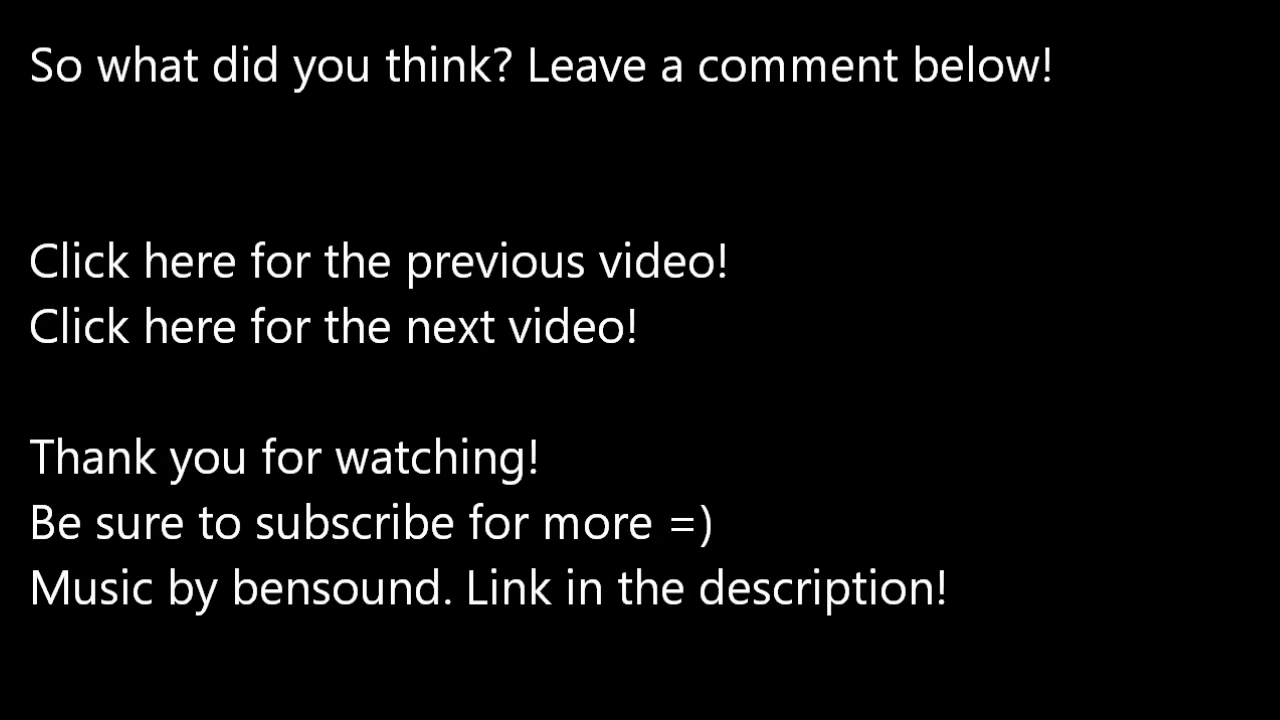 So what did you think? Leave a comment below!
Click here for the previous video!
Click here for the next video!
Thank you for watching!
Be sure to subscribe for more =)
Music by bensound. Link in the description!